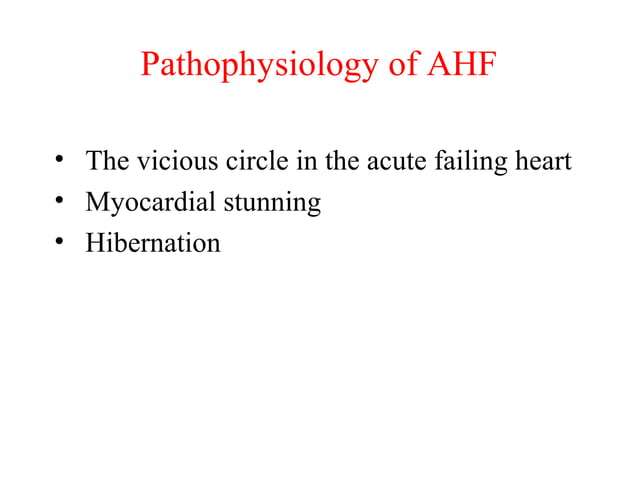 Pathophysiology of AHF
• The vicious circle in the acute failing heart
• Myocardial stunning
• Hibernation